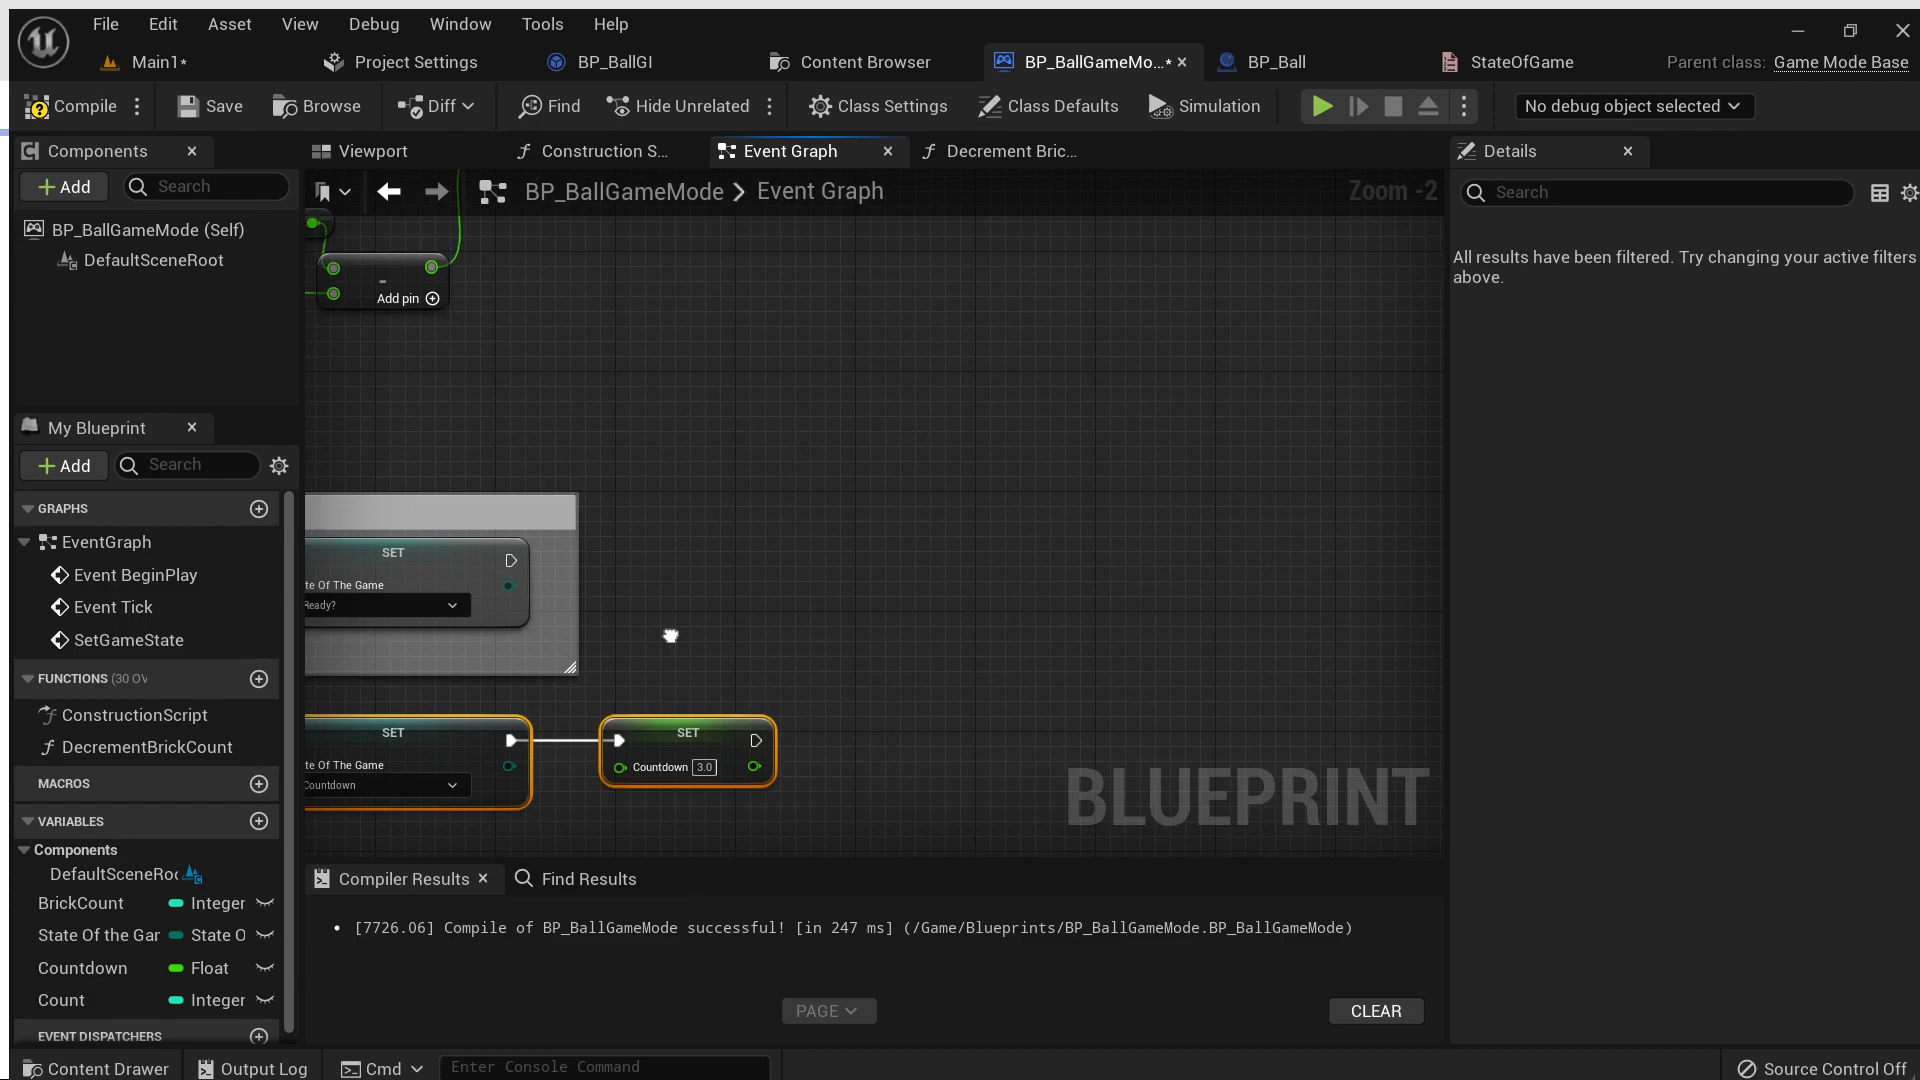 File Edit Asset View Debug Window Tools Help
Main1* Project Settings BP_BallGI Content Browser BP_BallGameMo...* BP_Ball StateOfGame Parent class: Game Mode Base
Compile Save Browse Diff Find Hide Unrelated Class Settings Class Defaults Simulation No debug object selected
Components Viewport Construction S... Event Graph Decrement Bric... Details
Add Search BP_BallGameMode > Event Graph Zoom -2 Search
BP_BallGameMode (Self)
DefaultSceneRoot
All results have been filtered. Try changing your active filters
above.
-
Add pin
My Blueprint
Add Search
GRAPHS
EventGraph
Event BeginPlay
Event Tick
SetGameState
FUNCTIONS (30 OV
ConstructionScript
DecrementBrickCount
MACROS
VARIABLES
Components
DefaultSceneRoo
BrickCount Integer
State Of the Gar State O
Countdown Float
Count Integer
EVENT DISPATCHERS
SET
te Of The Game
Ready?
SET SET
te Of The Game Countdown 3.0
Countdown
BLUEPRINT
Compiler Results Find Results
• [7726.06] Compile of BP_BallGameMode successful! [in 247 ms] (/Game/Blueprints/BP_BallGameMode.BP_BallGameMode)
PAGE CLEAR
Content Drawer Output Log Cmd Enter Console Command Source Control Off